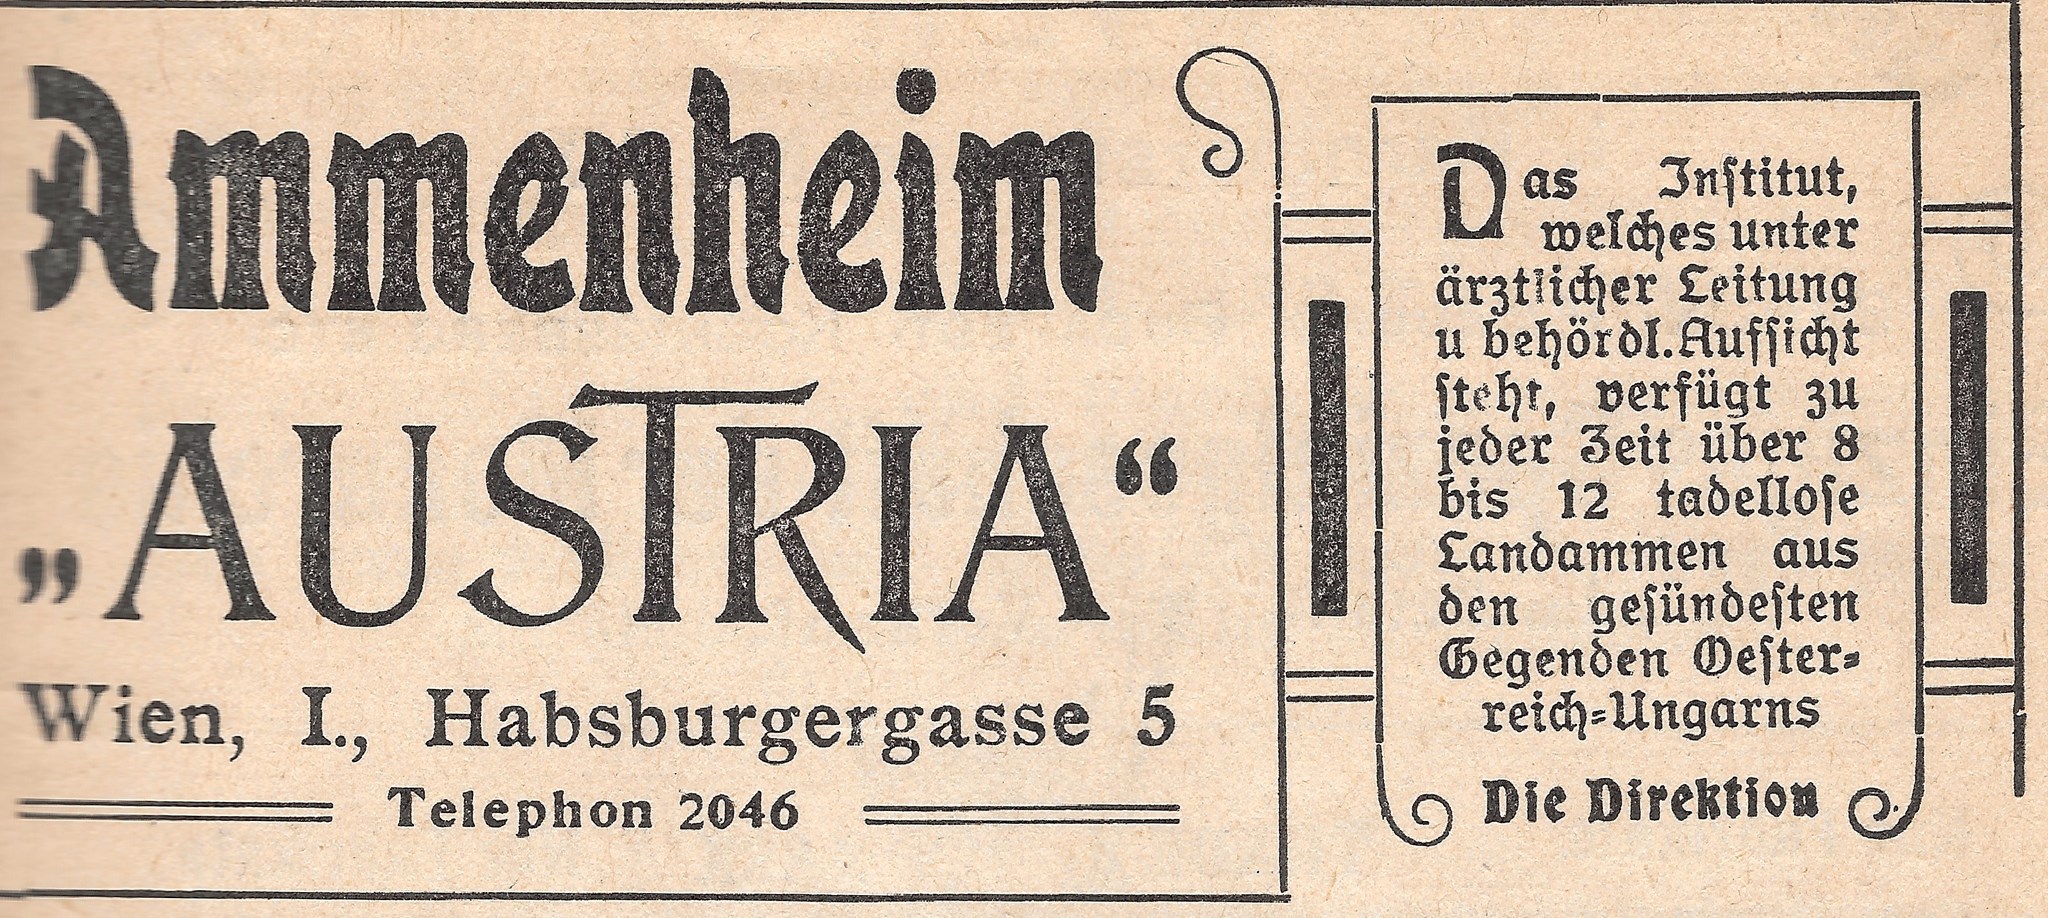 Ammenheim
„AUSTRIA“
Wien, I., Habsburgergasse 5
Telephon 2046
Das Institut,
welches unter
ärztlicher Leitung
u behördl. Aufsicht
steht, verfügt zu
jeder Zeit über 8
bis 12 tadellose
Landammen aus
den gesündesten
Gegenden Oester-
reich-Ungarns
Die Direktion